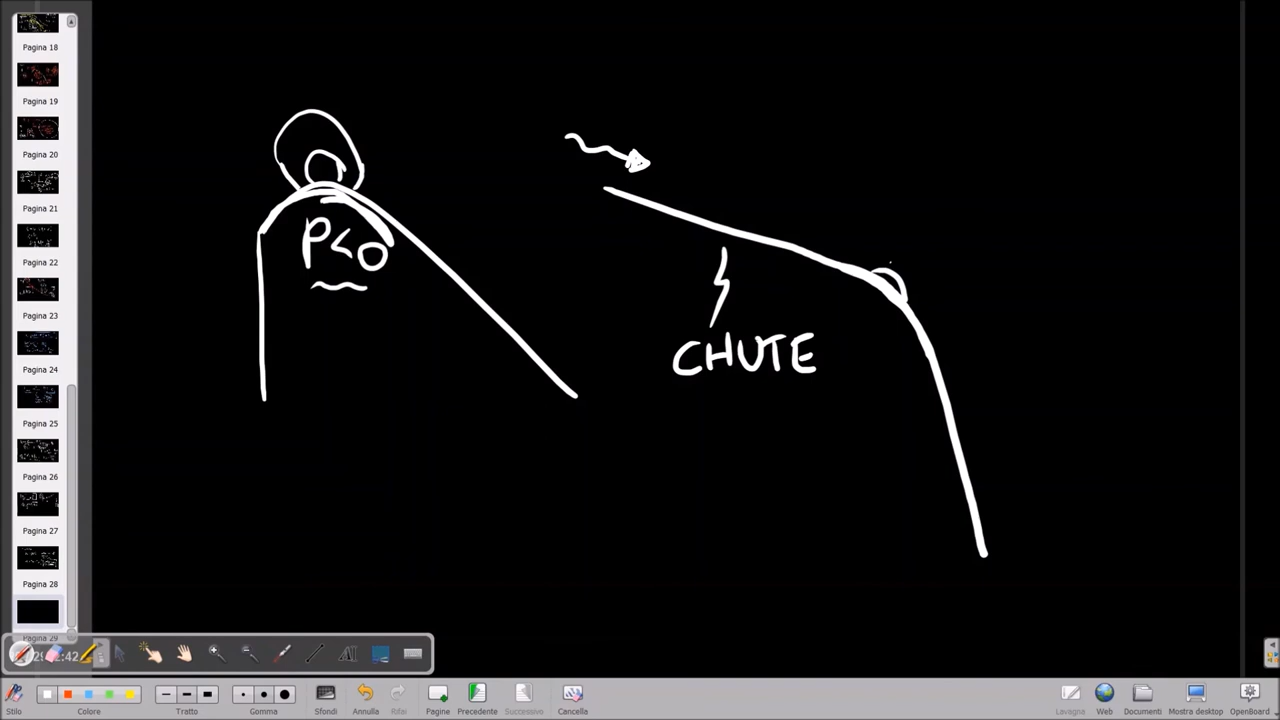 Pagina 18
Pagina 19
Pagina 20
Pagina 21
Pagina 22
Pagina 23
Pagina 24
Pagina 25
Pagina 26
Pagina 27
Pagina 28
Pagina 29
P<0
CHUTE
Stilo
Colore
Tratto
Gomma
Sfondi
Annulla
Rifai
Pagine
Precedente
Successivo
Cancella
Lavagna
Web
Documenti
Mostra desktop
OpenBoard